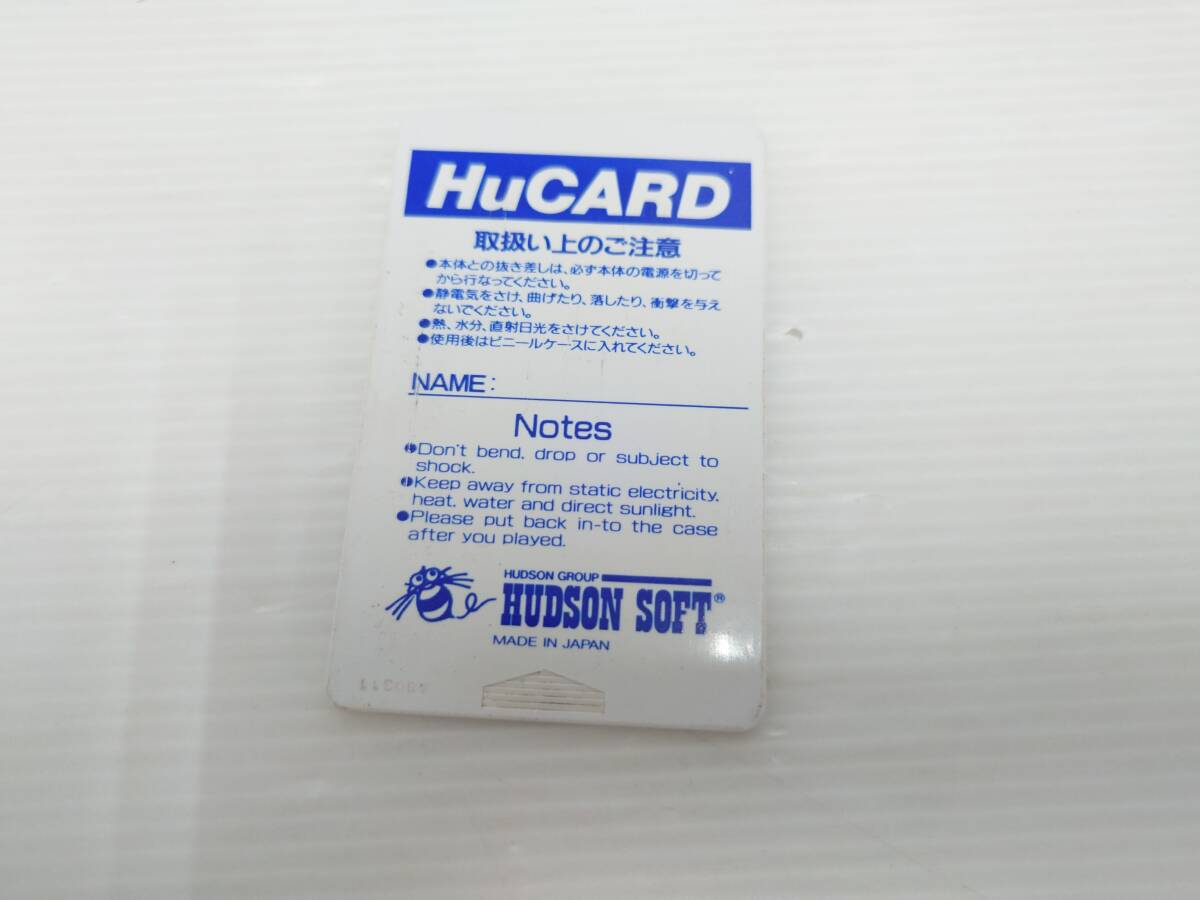 HuCARD
取扱い上のご注意
●本体との抜き差しは、必ず本体の電源を切って
から行なってください。
●静電気をさけ、曲げたり、落したり、衝撃を与え
ないでください。
●熱、水分、直射日光をさけてください。
●使用後はビニールケースに入れてください。
NAME:
Notes
●Don't bend, drop or subject to
shock.
●Keep away from static electricity,
heat, water and direct sunlight.
●Please put back in-to the case
after you played.
HUDSON GROUP
HUDSON SOFT®
MADE IN JAPAN